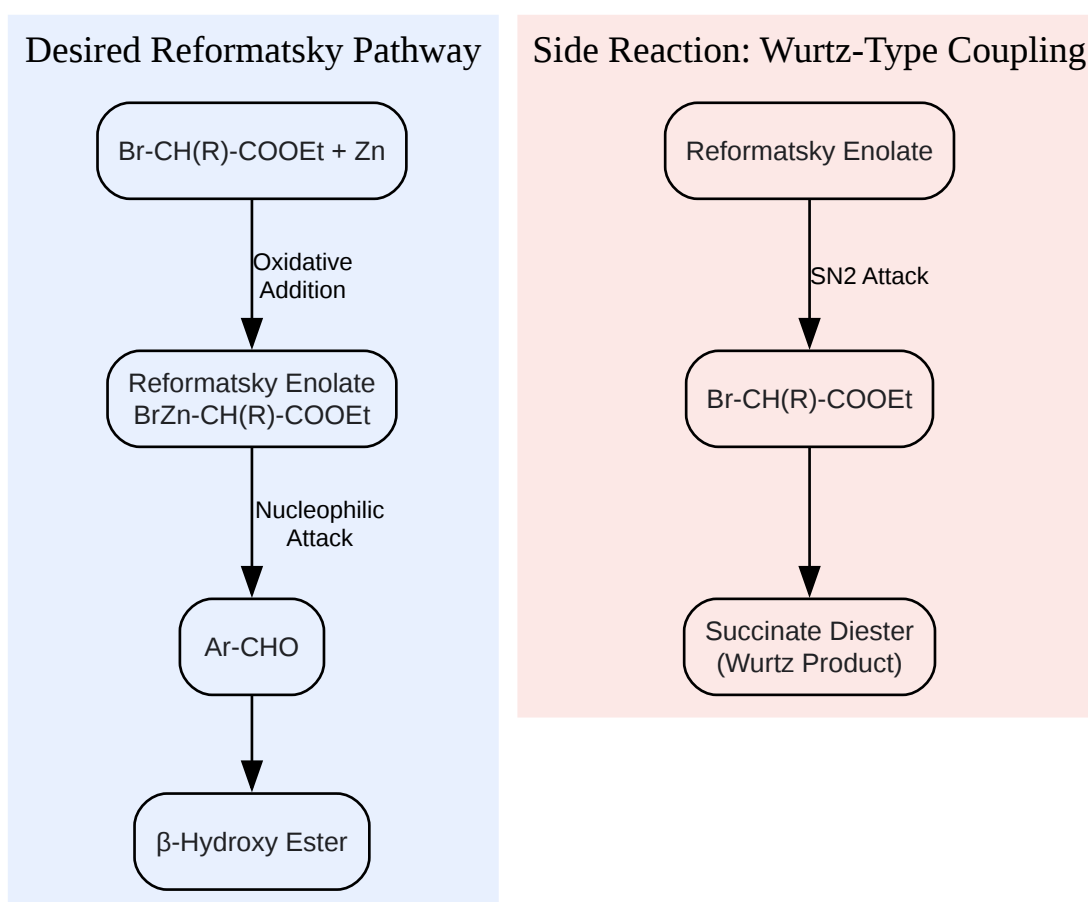 Desired Reformatsky Pathway
Br-CH(R)-COOEt + Zn
Oxidative
Addition
Reformatsky Enolate
BrZn-CH(R)-COOEt
Nucleophilic
Attack
Ar-CHO
β-Hydroxy Ester
Side Reaction: Wurtz-Type Coupling
Reformatsky Enolate
SN2 Attack
Br-CH(R)-COOEt
Succinate Diester
(Wurtz Product)